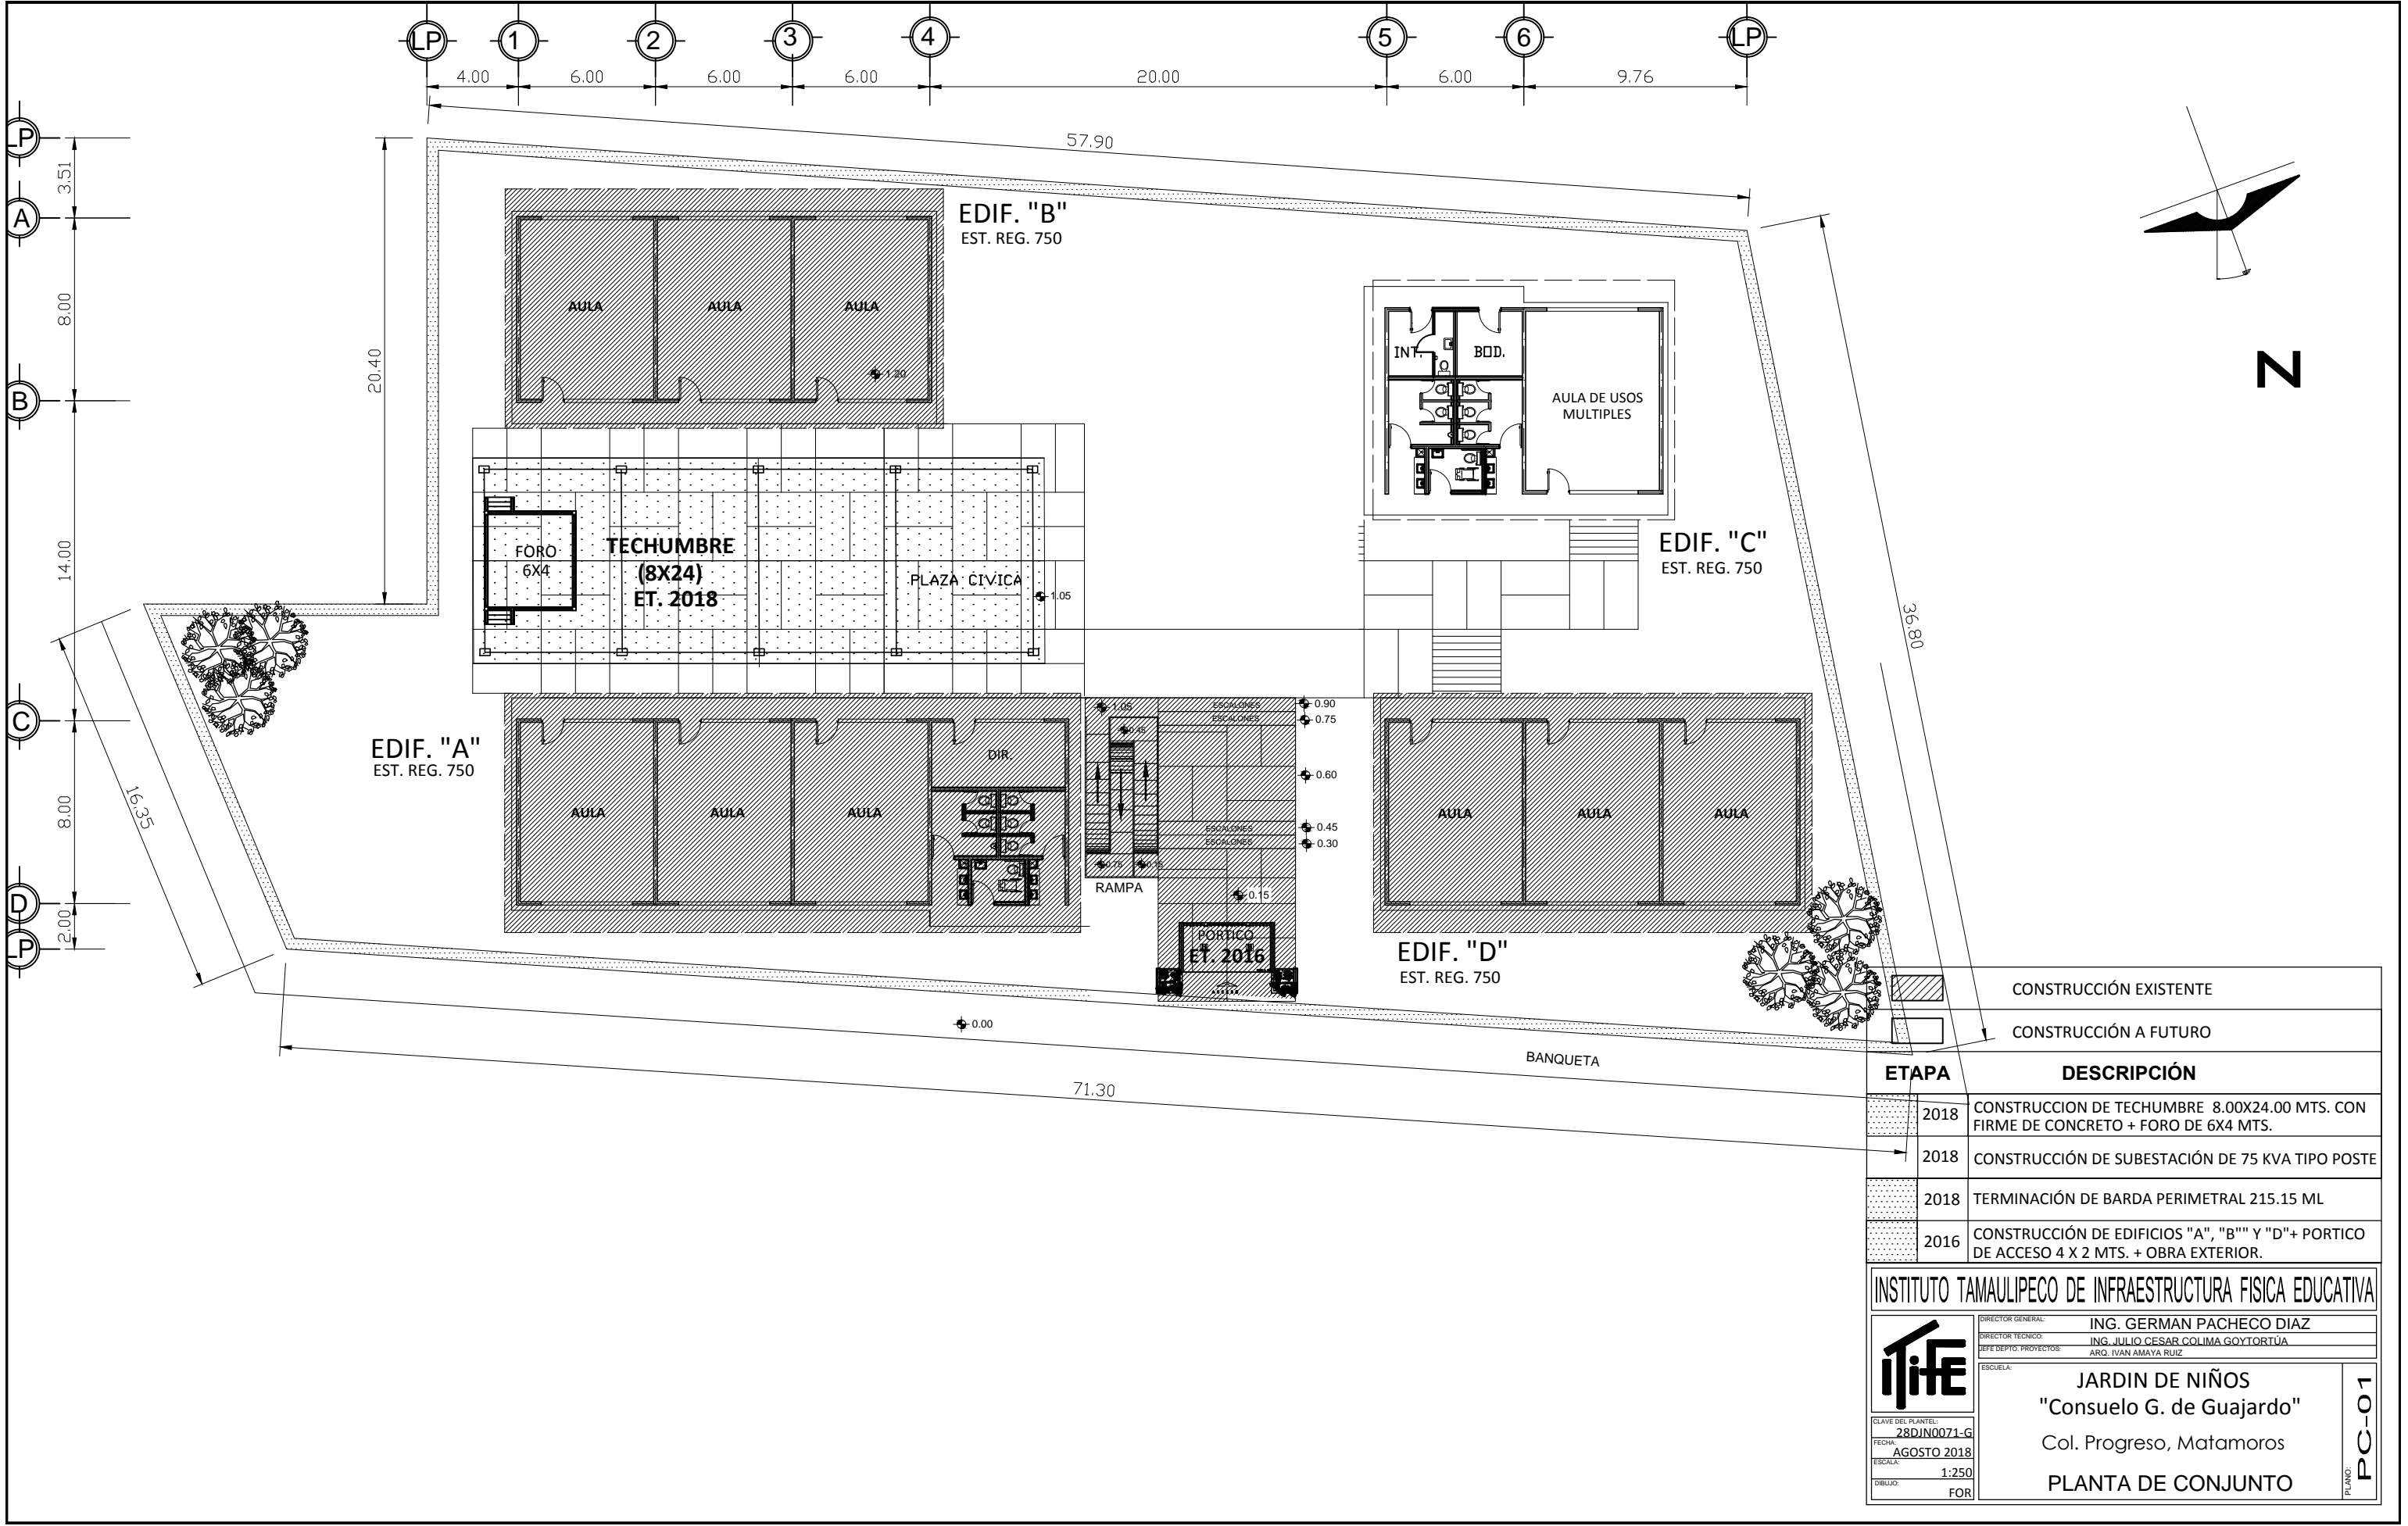 LP 1 2 3 4 5 6 LP
4.00 6.00 6.00 6.00 20.00 6.00 9.76
57.90
LP
3.51
A
8.00
B
14.00
C
8.00
D
2.00
LP
20.40
16.35
36.80
71.30
N
EDIF. "B"
EST. REG. 750
AULA AULA AULA
1.20
INT. BOD.
AULA DE USOS
MULTIPLES
EDIF. "C"
EST. REG. 750
FORO
6X4
TECHUMBRE
(8X24)
ET. 2018
PLAZA CIVICA
1.05
EDIF. "A"
EST. REG. 750
AULA AULA AULA
DIR.
1.05
0.45
0.75 0.15
RAMPA
ESCALONES
ESCALONES
ESCALONES
ESCALONES
0.90
0.75
0.60
0.45
0.30
0.15
PORTICO
ET. 2016
ACCESO
AULA AULA AULA
EDIF. "D"
EST. REG. 750
0.00
BANQUETA
CONSTRUCCIÓN EXISTENTE
CONSTRUCCIÓN A FUTURO
ETAPA DESCRIPCIÓN
2018 CONSTRUCCION DE TECHUMBRE 8.00X24.00 MTS. CON
FIRME DE CONCRETO + FORO DE 6X4 MTS.
2018 CONSTRUCCIÓN DE SUBESTACIÓN DE 75 KVA TIPO POSTE
2018 TERMINACIÓN DE BARDA PERIMETRAL 215.15 ML
2016 CONSTRUCCIÓN DE EDIFICIOS "A", "B"" Y "D"+ PORTICO
DE ACCESO 4 X 2 MTS. + OBRA EXTERIOR.
INSTITUTO TAMAULIPECO DE INFRAESTRUCTURA FISICA EDUCATIVA
ITiFE
DIRECTOR GENERAL: ING. GERMAN PACHECO DIAZ
DIRECTOR TECNICO: ING. JULIO CESAR COLIMA GOYTORTÚA
JEFE DEPTO. PROYECTOS: ARQ. IVAN AMAYA RUIZ
ESCUELA:
JARDIN DE NIÑOS
"Consuelo G. de Guajardo"
Col. Progreso, Matamoros
PLANTA DE CONJUNTO
CLAVE DEL PLANTEL:
28DJN0071-G
FECHA:
AGOSTO 2018
ESCALA:
1:250
DIBUJO:
FOR
PLANO:
PC-01